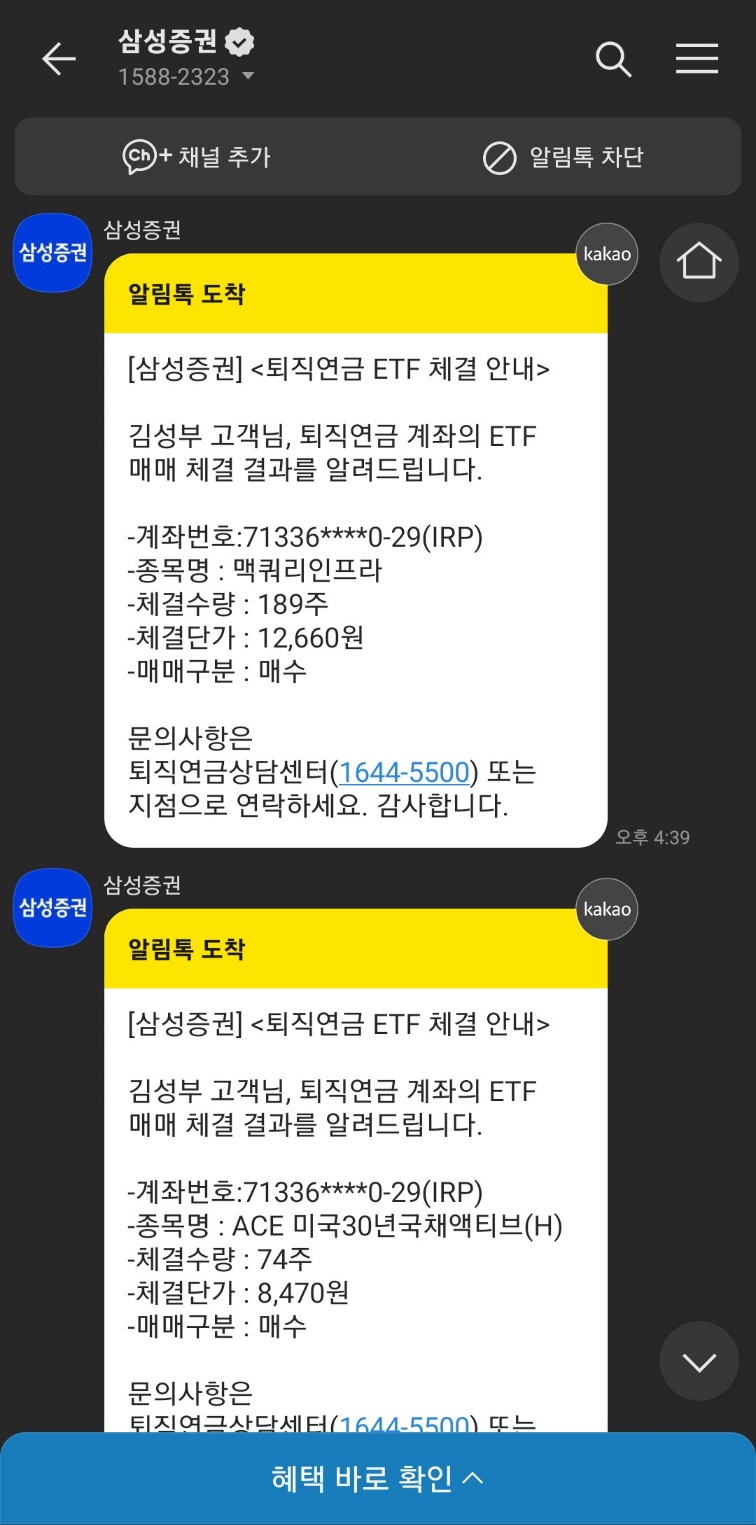 삼성증권
1588-2323
Ch+ 채널 추가
알림톡 차단
삼성증권
삼성증권
kakao
알림톡 도착
[삼성증권] <퇴직연금 ETF 체결 안내>
김성부 고객님, 퇴직연금 계좌의 ETF
매매 체결 결과를 알려드립니다.
-계좌번호:71336****0-29(IRP)
-종목명 : 맥쿼리인프라
-체결수량 : 189주
-체결단가 : 12,660원
-매매구분 : 매수
문의사항은
퇴직연금상담센터(1644-5500) 또는
지점으로 연락하세요. 감사합니다.
오후 4:39
삼성증권
삼성증권
kakao
알림톡 도착
[삼성증권] <퇴직연금 ETF 체결 안내>
김성부 고객님, 퇴직연금 계좌의 ETF
매매 체결 결과를 알려드립니다.
-계좌번호:71336****0-29(IRP)
-종목명 : ACE 미국30년국채액티브(H)
-체결수량 : 74주
-체결단가 : 8,470원
-매매구분 : 매수
문의사항은
퇴직연금상담센터(1644-5500) 또는
혜택 바로 확인